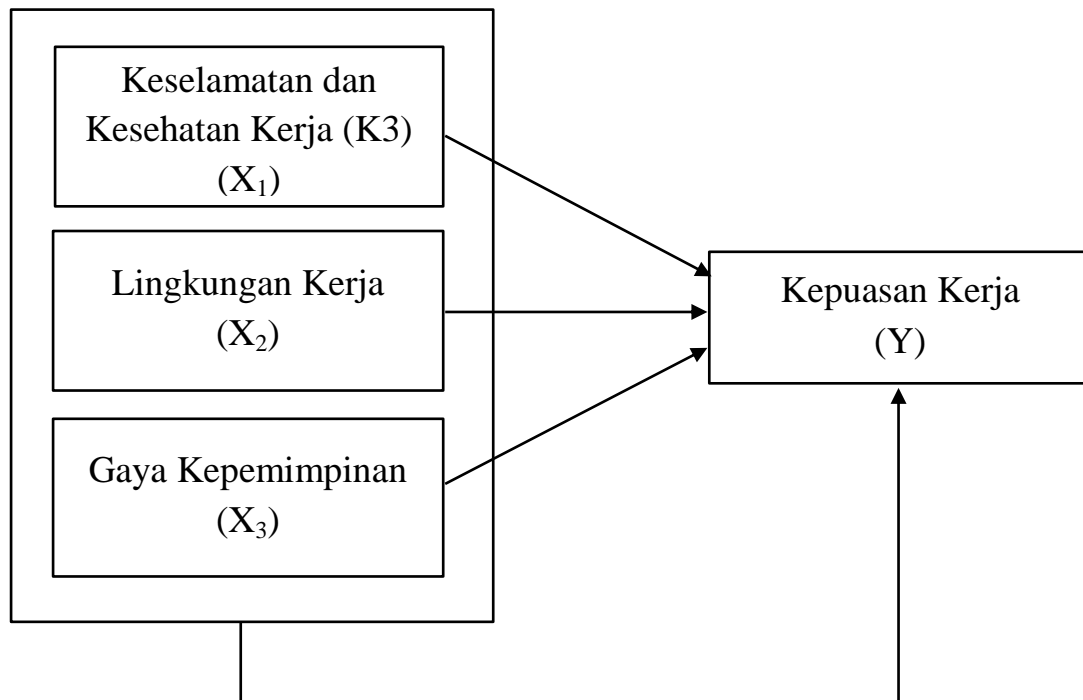 Keselamatan dan
Kesehatan Kerja (K3)
(X₁)
Lingkungan Kerja
(X₂)
Gaya Kepemimpinan
(X₃)
Kepuasan Kerja
(Y)